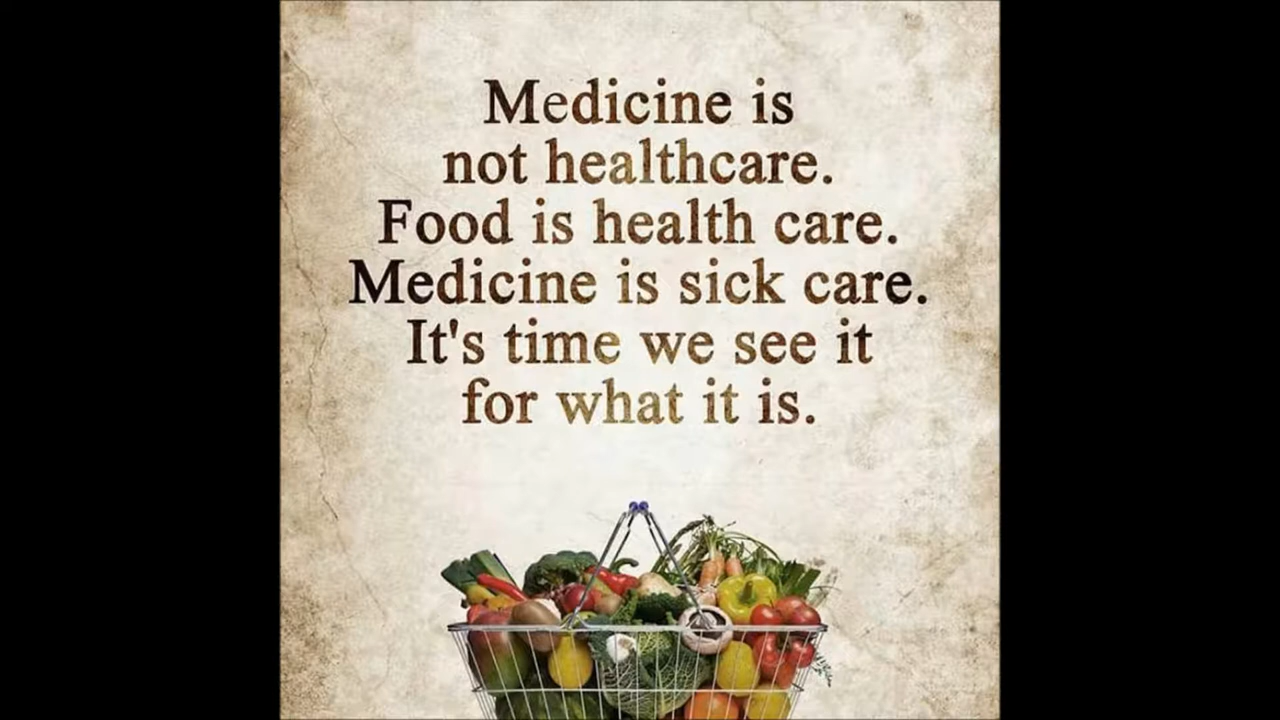 Medicine is
not healthcare.
Food is health care.
Medicine is sick care.
It's time we see it
for what it is.